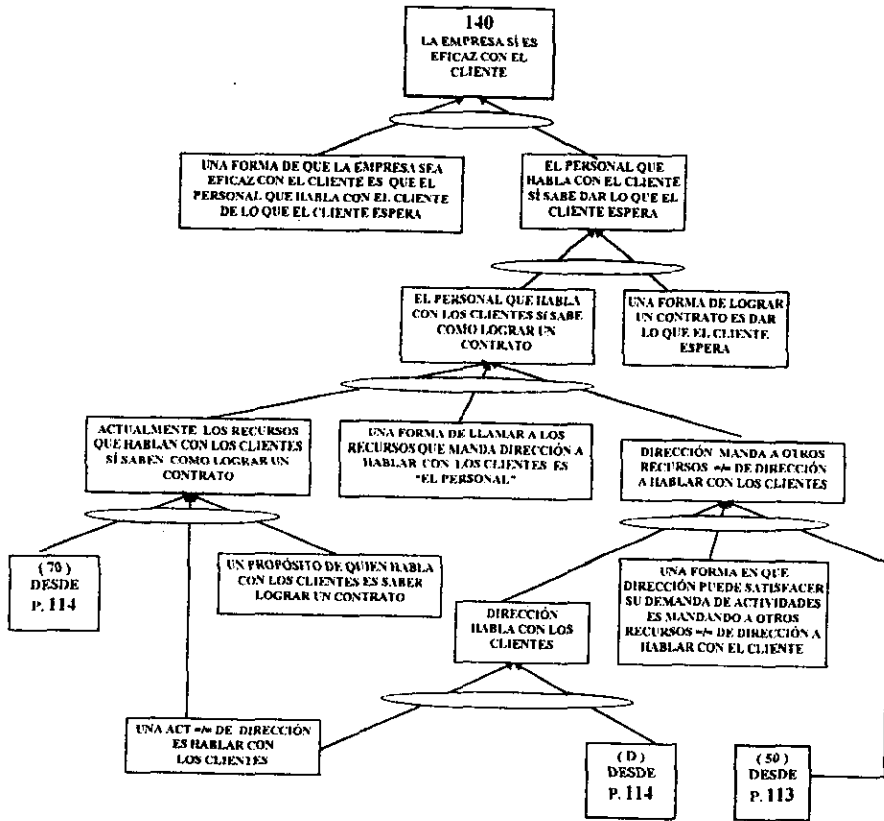 140
LA EMPRESA SÍ ES
EFICAZ CON EL
CLIENTE
UNA FORMA DE QUE LA EMPRESA SEA
EFICAZ CON EL CLIENTE ES QUE EL
PERSONAL QUE HABLA CON EL CLIENTE
DE LO QUE EL CLIENTE ESPERA
EL PERSONAL QUE
HABLA CON EL CLIENTE
SÍ SABE DAR LO QUE EL
CLIENTE ESPERA
EL PERSONAL QUE HABLA
CON LOS CLIENTES SÍ SABE
COMO LOGRAR UN
CONTRATO
UNA FORMA DE LOGRAR
UN CONTRATO ES DAR
LO QUE EL CLIENTE
ESPERA
ACTUALMENTE LOS RECURSOS
QUE HABLAN CON LOS CLIENTES
SÍ SABEN COMO LOGRAR UN
CONTRATO
UNA FORMA DE LLAMAR A LOS
RECURSOS QUE MANDA DIRECCIÓN A
HABLAR CON LOS CLIENTES ES
"EL PERSONAL"
DIRECCIÓN MANDA A OTROS
RECURSOS =/= DE DIRECCIÓN
A HABLAR CON LOS CLIENTES
( 70 )
DESDE
P. 114
UN PROPÓSITO DE QUIEN HABLA
CON LOS CLIENTES ES SABER
LOGRAR UN CONTRATO
DIRECCIÓN
HABLA CON LOS
CLIENTES
UNA FORMA EN QUE
DIRECCIÓN PUEDE SATISFACER
SU DEMANDA DE ACTIVIDADES
ES MANDANDO A OTROS
RECURSOS =/= DE DIRECCIÓN A
HABLAR CON EL CLIENTE
UNA ACT =/= DE DIRECCIÓN
ES HABLAR CON
LOS CLIENTES
( D )
DESDE
P. 114
( 50 )
DESDE
P. 113